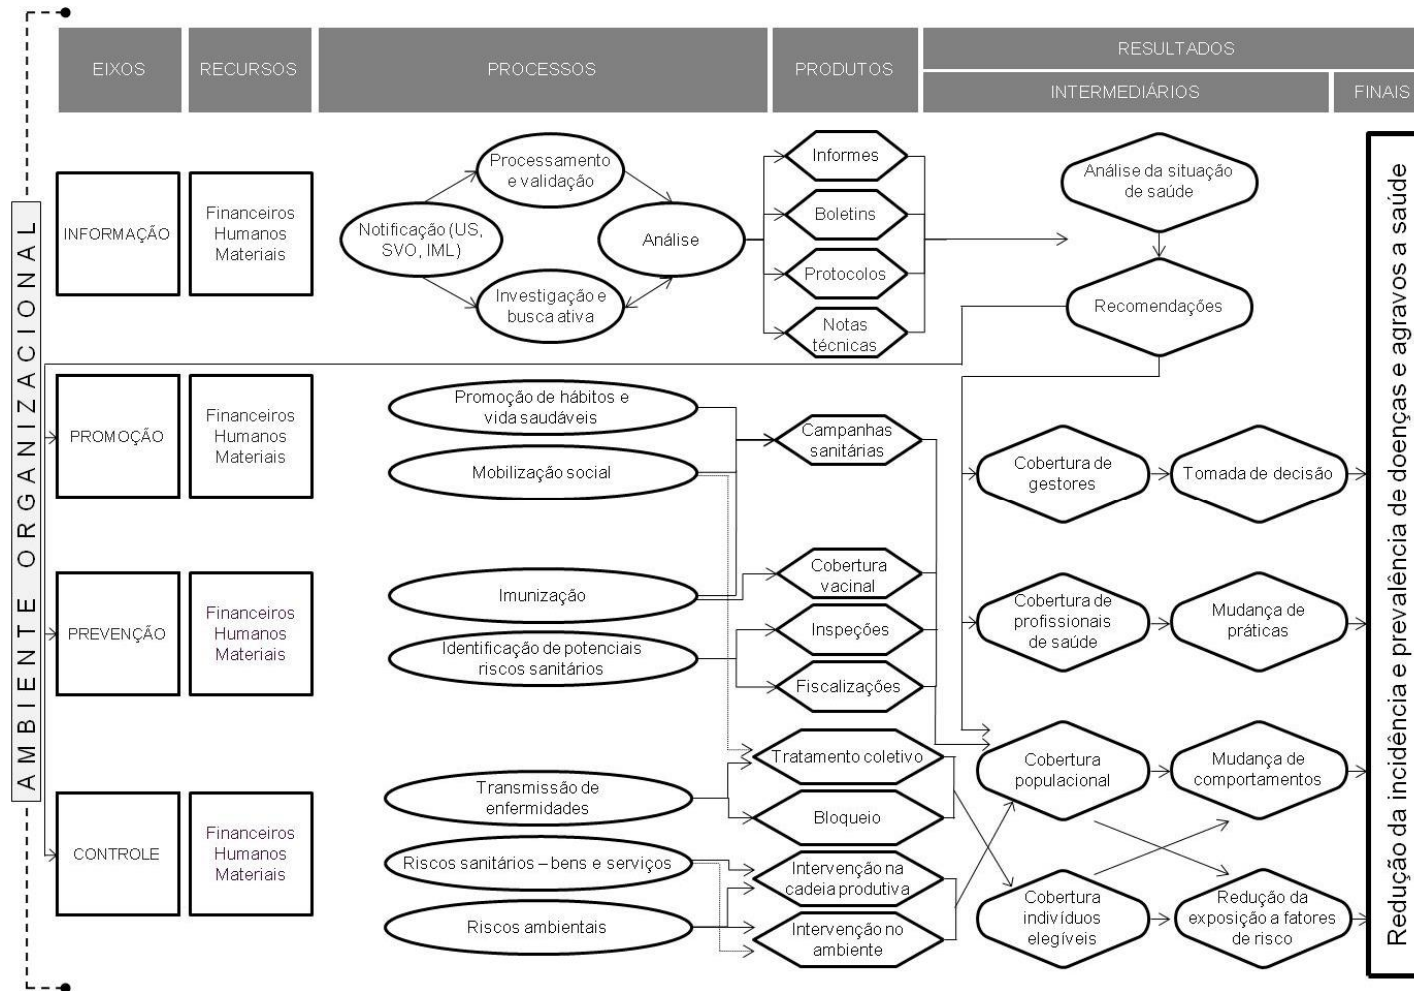 AMBIENTE ORGANIZACIONAL
EIXOS
RECURSOS
PROCESSOS
PRODUTOS
RESULTADOS
INTERMEDIÁRIOS
FINAIS
INFORMAÇÃO
Financeiros
Humanos
Materiais
Processamento
e validação
Notificação (US,
SVO, IML)
Análise
Investigação e
busca ativa
Informes
Boletins
Protocolos
Notas
técnicas
Análise da situação
de saúde
Recomendações
PROMOÇÃO
Financeiros
Humanos
Materiais
Promoção de hábitos e
vida saudáveis
Mobilização social
Campanhas
sanitárias
Cobertura de
gestores
Tomada de decisão
PREVENÇÃO
Financeiros
Humanos
Materiais
Imunização
Identificação de potenciais
riscos sanitários
Cobertura
vacinal
Inspeções
Fiscalizações
Cobertura de
profissionais
de saúde
Mudança de
práticas
CONTROLE
Financeiros
Humanos
Materiais
Transmissão de
enfermidades
Riscos sanitários – bens e serviços
Riscos ambientais
Tratamento coletivo
Bloqueio
Intervenção na
cadeia produtiva
Intervenção no
ambiente
Cobertura
populacional
Mudança de
comportamentos
Cobertura
indivíduos
elegíveis
Redução da
exposição a fatores
de risco
Redução da incidência e prevalência de doenças e agravos a saúde